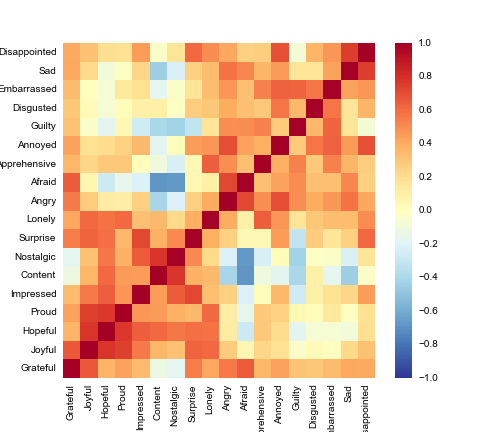 Disappointed
Sad
Embarrassed
Disgusted
Guilty
Annoyed
Apprehensive
Afraid
Angry
Lonely
Surprise
Nostalgic
Content
Impressed
Proud
Hopeful
Joyful
Grateful
Grateful
Joyful
Hopeful
Proud
Impressed
Content
Nostalgic
Surprise
Lonely
Angry
Afraid
prehensive
Annoyed
Guilty
Disgusted
mbarrassed
Sad
sappointed
1.0
0.8
0.6
0.4
0.2
0.0
−0.2
−0.4
−0.6
−0.8
−1.0